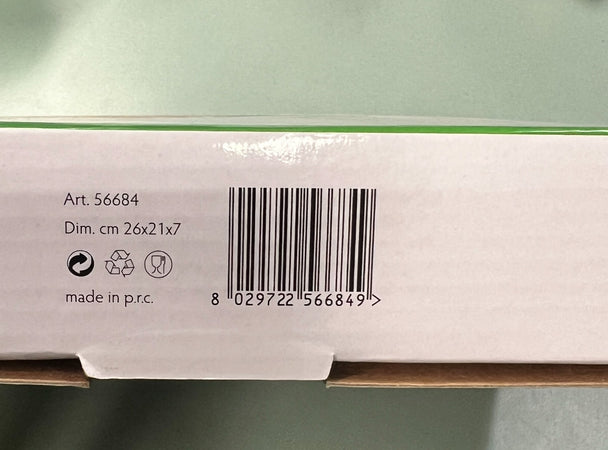 Art. 56684
Dim. cm 26x21x7
made in p.r.c.
8 029722 566849 >